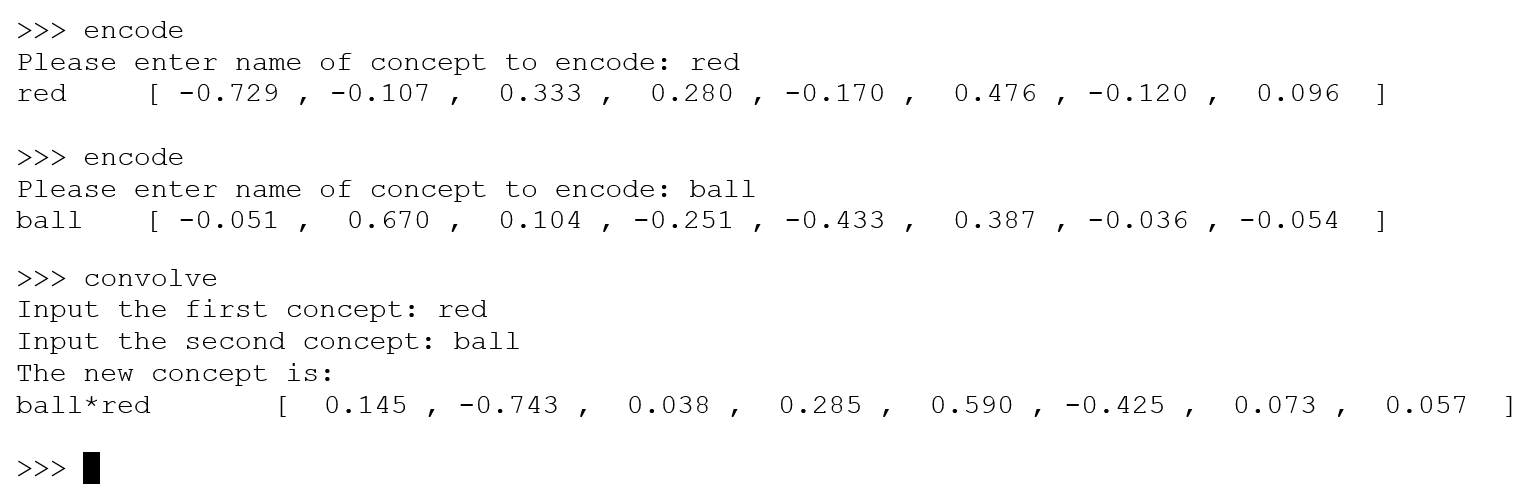 >>> encode
Please enter name of concept to encode: red
red     [ -0.729 , -0.107 ,  0.333 ,  0.280 , -0.170 ,  0.476 , -0.120 ,  0.096  ]
>>> encode
Please enter name of concept to encode: ball
ball    [ -0.051 ,  0.670 ,  0.104 , -0.251 , -0.433 ,  0.387 , -0.036 , -0.054  ]
>>> convolve
Input the first concept: red
Input the second concept: ball
The new concept is:
ball*red        [  0.145 , -0.743 ,  0.038 ,  0.285 ,  0.590 , -0.425 ,  0.073 ,  0.057  ]
>>>